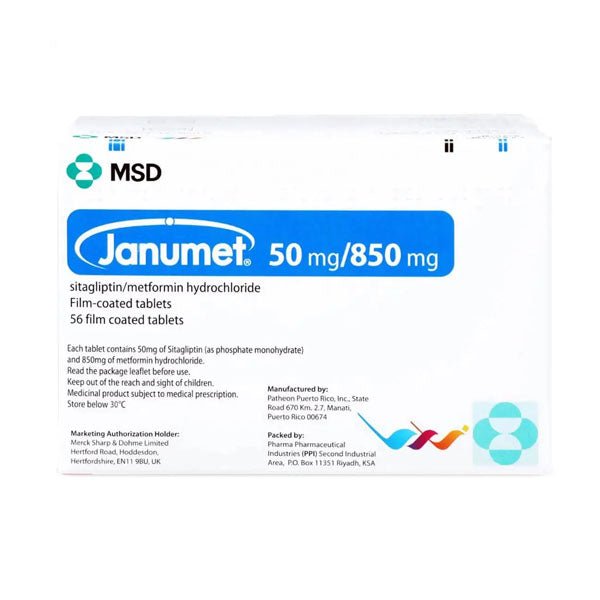 MSD
Janumet® 50 mg/850 mg
sitagliptin/metformin hydrochloride
Film-coated tablets
56 film coated tablets
Each tablet contains 50mg of Sitagliptin (as phosphate monohydrate)
and 850mg of metformin hydrochloride.
Read the package leaflet before use.
Keep out of the reach and sight of children.
Medicinal product subject to medical prescription.
Store below 30°C
Marketing Authorization Holder:
Merck Sharp & Dohme Limited
Hertford Road, Hoddesdon,
Hertfordshire, EN11 9BU, UK
Manufactured by:
Patheon Puerto Rico, Inc., State
Road 670 Km. 2.7, Manati,
Puerto Rico 00674
Packed by:
Pharma Pharmaceutical
Industries (PPI) Second Industrial
Area, P.O. Box 11351 Riyadh, KSA